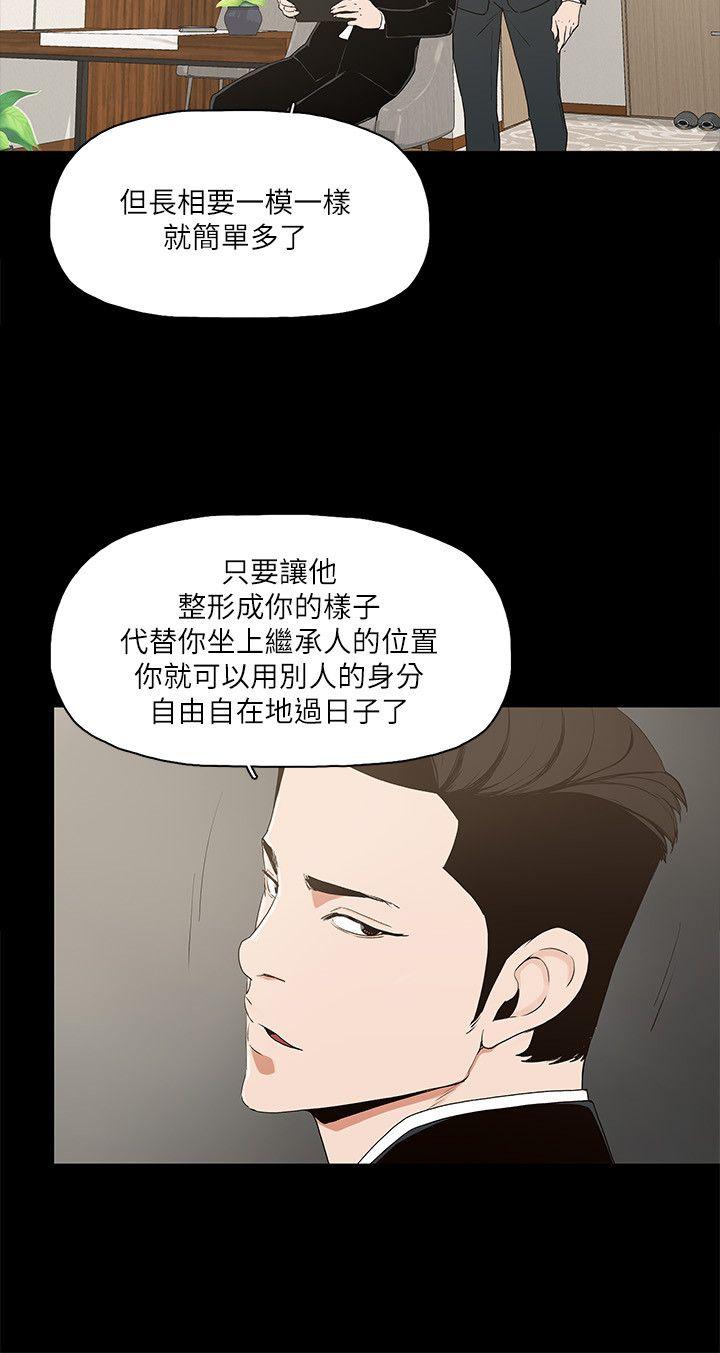 但長相要一模一樣
就簡單多了
只要讓他
整形成你的樣子
代替你坐上繼承人的位置
你就可以用別人的身分
自由自在地過日子了